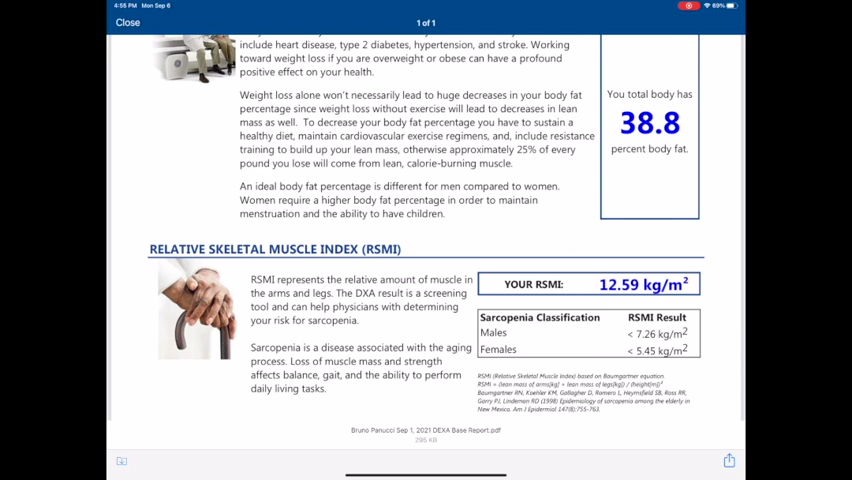 4:55 PM Mon Sep 6
69%
Close
1 of 1
include heart disease, type 2 diabetes, hypertension, and stroke. Working
toward weight loss if you are overweight or obese can have a profound
positive effect on your health.
Weight loss alone won't necessarily lead to huge decreases in your body fat
percentage since weight loss without exercise will lead to decreases in lean
mass as well. To decrease your body fat percentage you have to sustain a
healthy diet, maintain cardiovascular exercise regimens, and, include resistance
training to build up your lean mass, otherwise approximately 25% of every
pound you lose will come from lean, calorie-burning muscle.
An ideal body fat percentage is different for men compared to women.
Women require a higher body fat percentage in order to maintain
menstruation and the ability to have children.
You total body has
38.8
percent body fat.
RELATIVE SKELETAL MUSCLE INDEX (RSMI)
RSMI represents the relative amount of muscle in
the arms and legs. The DXA result is a screening
tool and can help physicians with determining
your risk for sarcopenia.
Sarcopenia is a disease associated with the aging
process. Loss of muscle mass and strength
affects balance, gait, and the ability to perform
daily living tasks.
YOUR RSMI: 12.59 kg/m²
Sarcopenia Classification RSMI Result
Males < 7.26 kg/m²
Females < 5.45 kg/m²
RSMI (Relative Skeletal Muscle Index) based on Baumgartner equation.
RSMI = (lean mass of arms[kg] + lean mass of legs[kg]) / (height[m])²
Baumgartner RN, Koehler KM, Gallagher D, Romero L, Heymsfield SB, Ross RR,
Garry PJ, Lindeman RD (1998) Epidemiology of sarcopenia among the elderly in
New Mexico. Am J Epidemiol 147(8):755-763.
Bruno Panucci Sep 1, 2021 DEXA Base Report.pdf
295 KB